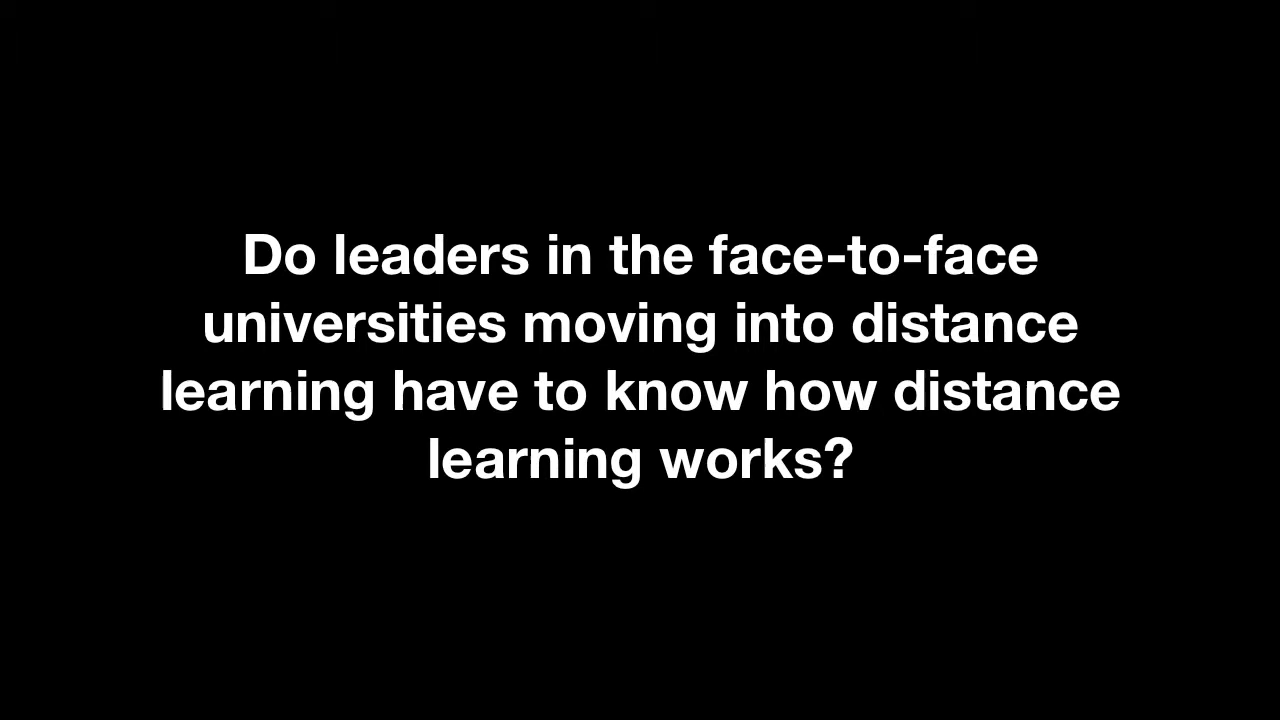 Do leaders in the face-to-face
universities moving into distance
learning have to know how distance
learning works?